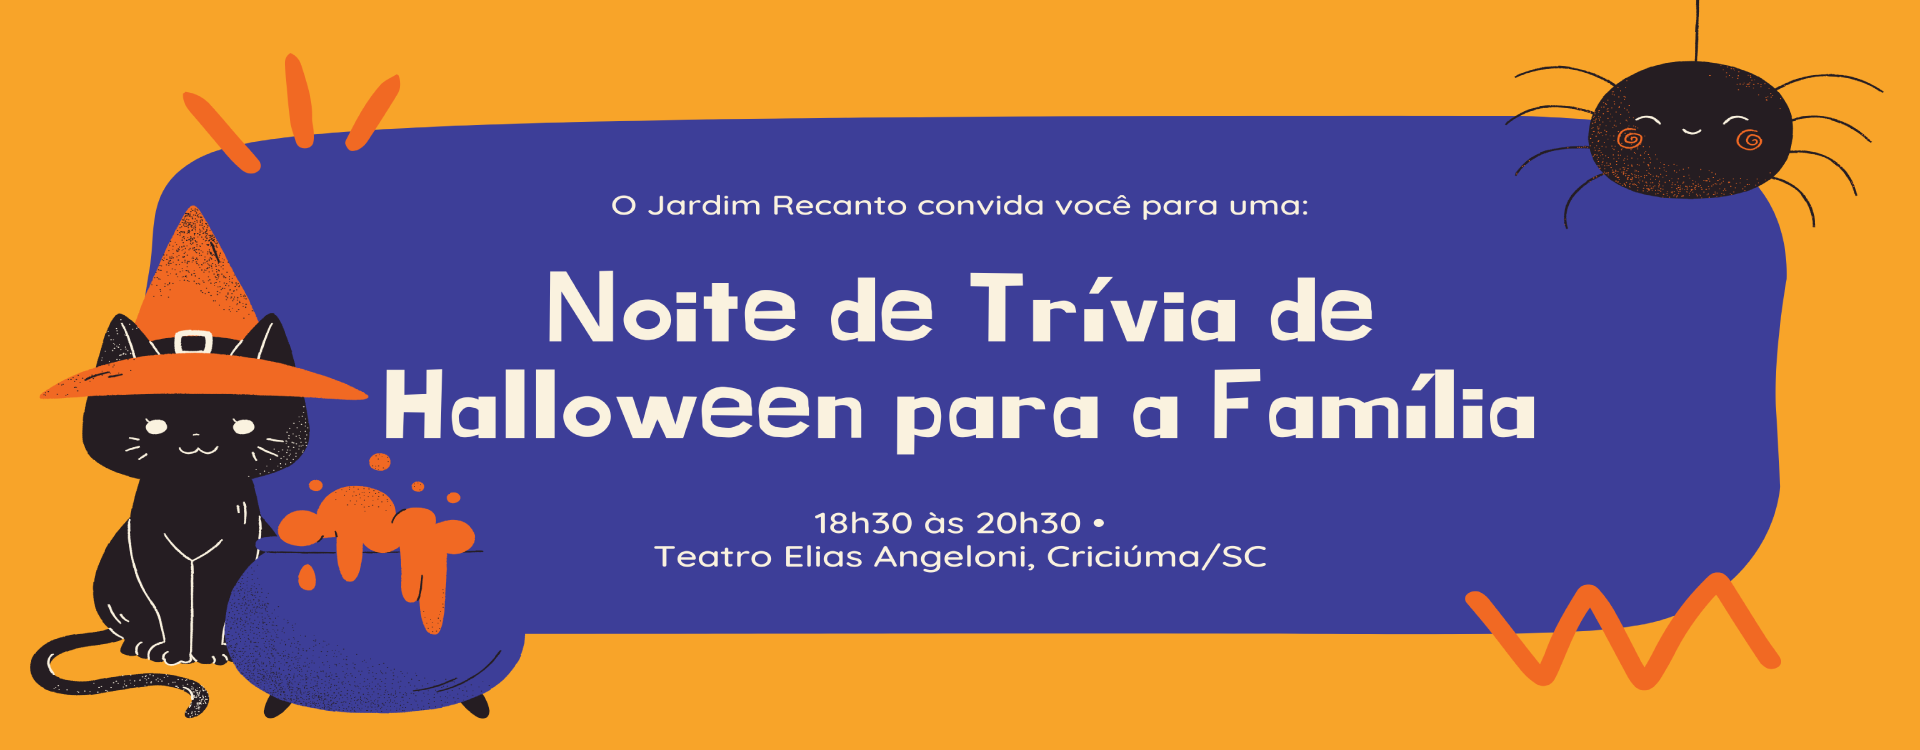 O Jardim Recanto convida você para uma:
Noite de Trívia de
Halloween para a Família
18h30 às 20h30 •
Teatro Elias Angeloni, Criciúma/SC